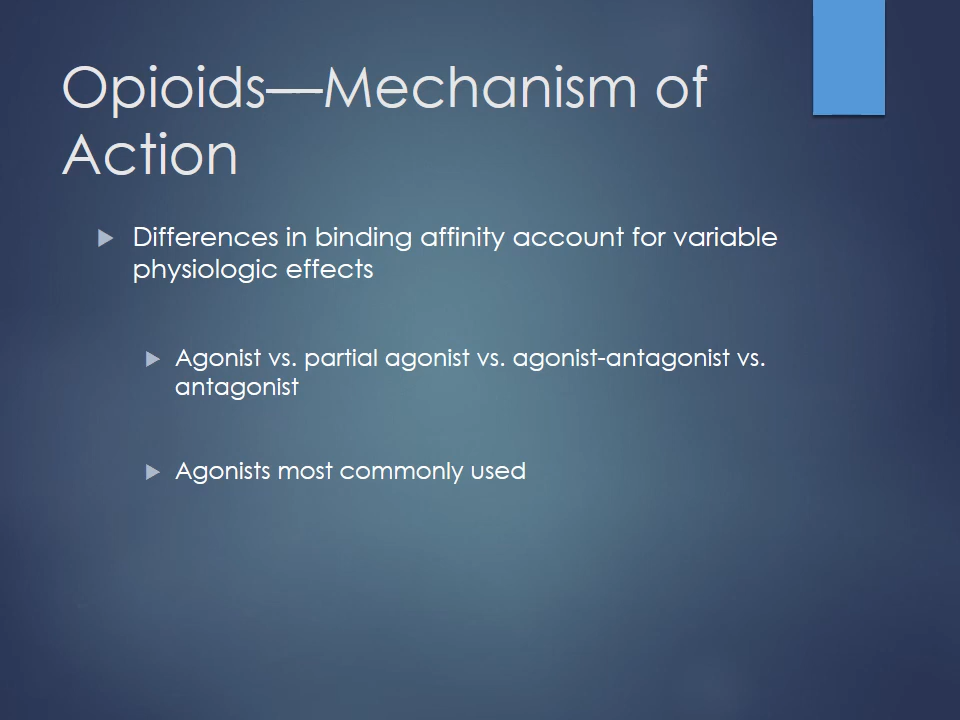 Opioids—Mechanism of
Action
Differences in binding affinity account for variable
physiologic effects
Agonist vs. partial agonist vs. agonist-antagonist vs.
antagonist
Agonists most commonly used